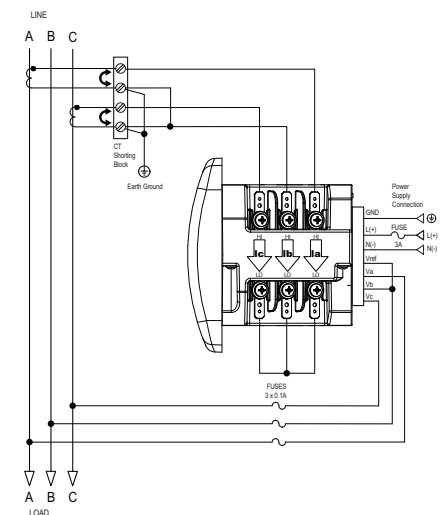 LINE
A B C
CT
Shorting
Block
Earth Ground
Power
Supply
Connection
GND
FUSE
L(+)
L(+)
3A
N(-)
N(-)
Vref
Va
Vb
Vc
HI HI HI
Ic Ib Ia
LO LO LO
FUSES
3 x 0.1A
A B C
LOAD